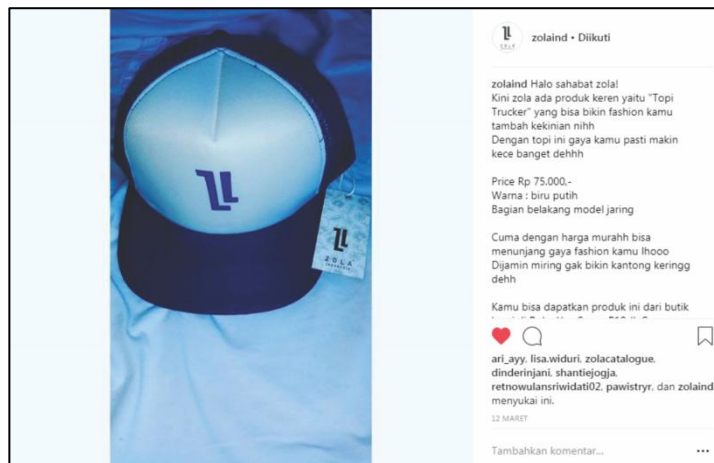 ZOLA
zolaind • Diikuti
zolaind Halo sahabat zola!
Kini zola ada produk keren yaitu "Topi
Trucker" yang bisa bikin fashion kamu
tambah kekinian nihh
Dengan topi ini gaya kamu pasti makin
kece banget dehhh
Price Rp 75.000,-
Warna : biru putih
Bagian belakang model jaring
Cuma dengan harga murahh bisa
menunjang gaya fashion kamu lhooo
Dijamin miring gak bikin kantong keringg
dehh
Kamu bisa dapatkan produk ini dari butik
ari_ayy, lisa.widuri, zolacatalogue,
dinderinjani, shantiejogja,
retnowulansriwidati02, pawistryr, dan zolaind
menyukai ini.
12 MARET
Tambahkan komentar...
ZOLA